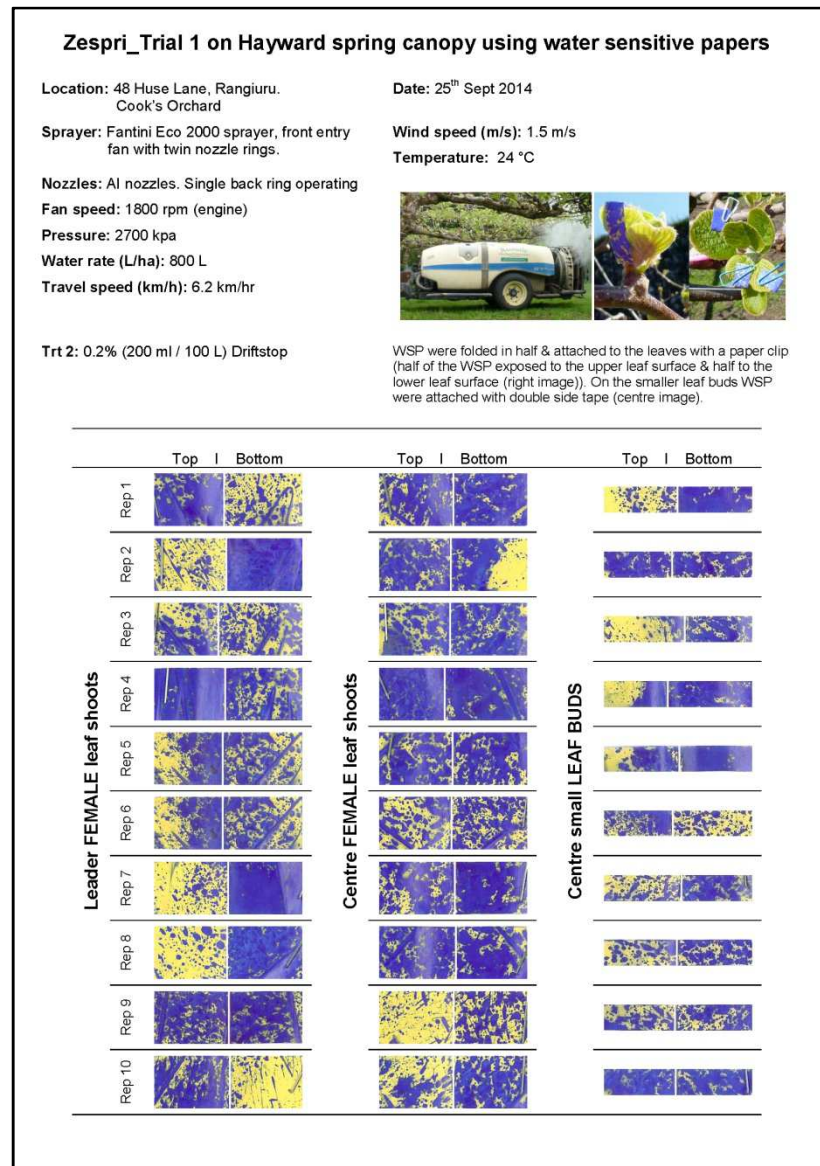 Zespri_Trial 1 on Hayward spring canopy using water sensitive papers
Location: 48 Huse Lane, Rangiuru.
Cook's Orchard
Date: 25th Sept 2014
Sprayer: Fantini Eco 2000 sprayer, front entry
fan with twin nozzle rings.
Wind speed (m/s): 1.5 m/s
Temperature: 24 °C
Nozzles: AI nozzles. Single back ring operating
Fan speed: 1800 rpm (engine)
Pressure: 2700 kpa
Water rate (L/ha): 800 L
Travel speed (km/h): 6.2 km/hr
Trt 2: 0.2% (200 ml / 100 L) Driftstop
WSP were folded in half & attached to the leaves with a paper clip
(half of the WSP exposed to the upper leaf surface & half to the
lower leaf surface (right image)). On the smaller leaf buds WSP
were attached with double side tape (centre image).
Top I Bottom
Top I Bottom
Top I Bottom
Leader FEMALE leaf shoots
Centre FEMALE leaf shoots
Centre small LEAF BUDS
Rep 1
Rep 2
Rep 3
Rep 4
Rep 5
Rep 6
Rep 7
Rep 8
Rep 9
Rep 10